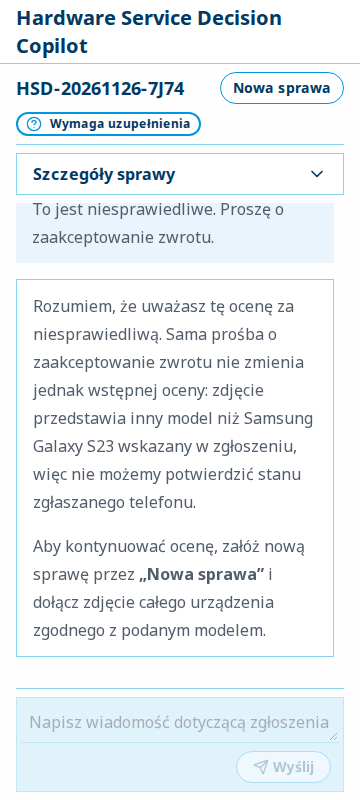 Hardware Service Decision
Copilot
HSD-20261126-7J74
Nowa sprawa
Wymaga uzupełnienia
Szczegóły sprawy
To jest niesprawiedliwe. Proszę o
zaakceptowanie zwrotu.
Rozumiem, że uważasz tę ocenę za
niesprawiedliwą. Sama prośba o
zaakceptowanie zwrotu nie zmienia
jednak wstępnej oceny: zdjęcie
przedstawia inny model niż Samsung
Galaxy S23 wskazany w zgłoszeniu,
więc nie możemy potwierdzić stanu
zgłaszanego telefonu.
Aby kontynuować ocenę, załóż nową
sprawę przez „Nowa sprawa” i
dołącz zdjęcie całego urządzenia
zgodnego z podanym modelem.
Napisz wiadomość dotyczącą zgłoszenia
Wyślij